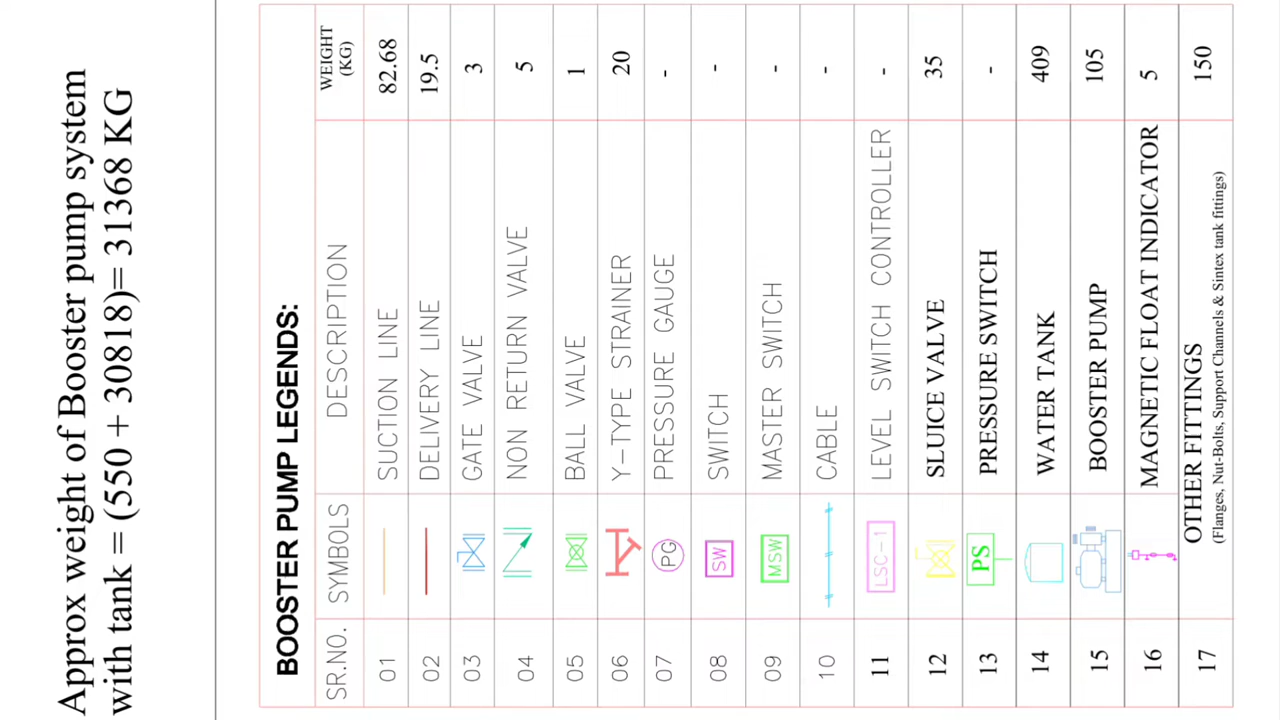 Approx weight of Booster pump system
with tank = (550 + 30818)= 31368 KG
BOOSTER PUMP LEGENDS:
SR.NO. SYMBOLS DESCRIPTION WEIGHT (KG)
01 SUCTION LINE 82.68
02 DELIVERY LINE 19.5
03 GATE VALVE 3
04 NON RETURN VALVE 5
05 BALL VALVE 1
06 Y-TYPE STRAINER 20
07 PG PRESSURE GAUGE -
08 SW SWITCH -
09 MSW MASTER SWITCH -
10 CABLE -
11 LSC-1 LEVEL SWITCH CONTROLLER -
12 SLUICE VALVE 35
13 PS PRESSURE SWITCH -
14 WATER TANK 409
15 BOOSTER PUMP 105
16 MAGNETIC FLOAT INDICATOR 5
17 OTHER FITTINGS 150
(Flanges, Nut-Bolts, Support Channels & Sintex tank fittings)